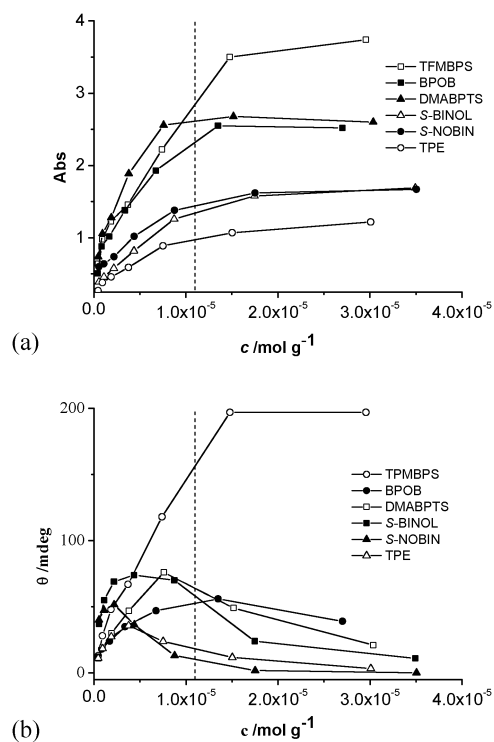 (a)
Abs
4
3
2
1
0.0
1.0x10-5
2.0x10-5
3.0x10-5
4.0x10-5
c /mol g-1
TFMBPS
BPOB
DMABPTS
S-BINOL
S-NOBIN
TPE
(b)
θ /mdeg
200
100
0
0.0
1.0x10-5
2.0x10-5
3.0x10-5
4.0x10-5
c /mol g-1
TPMBPS
BPOB
DMABPTS
S-BINOL
S-NOBIN
TPE